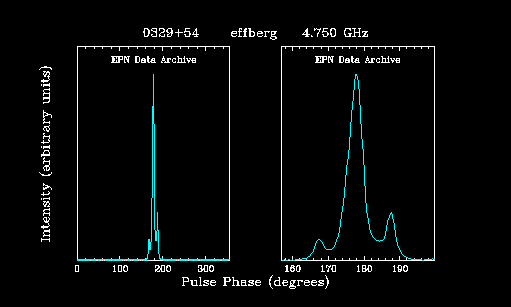 0329+54 effberg 4.750 GHz
EPN Data Archive
EPN Data Archive
Intensity (arbitrary units)
0 100 200 300
160 170 180 190
Pulse Phase (degrees)